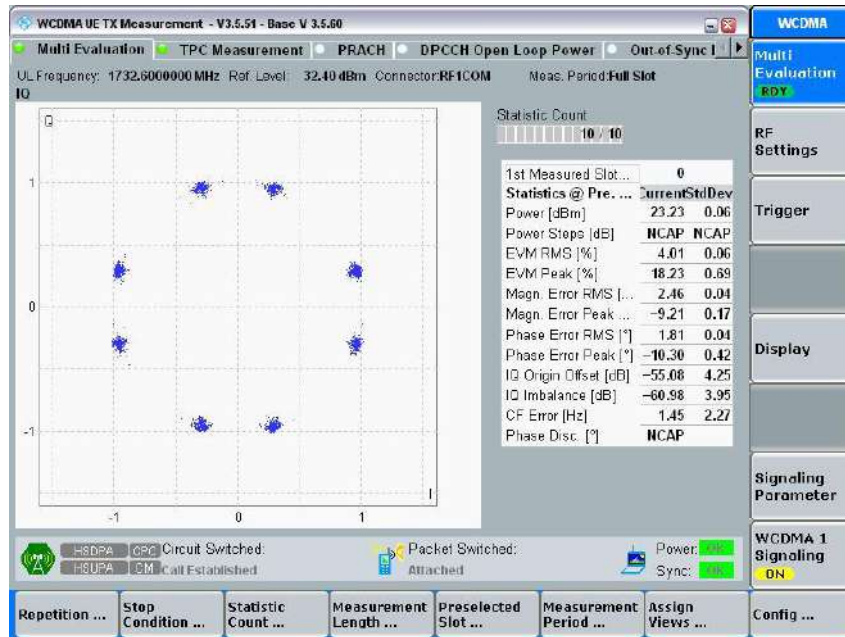 WCDMA UE TX Measurement - V3.5.51 - Base V 3.5.60
WCDMA
Multi Evaluation TPC Measurement PRACH DPCCH Open Loop Power Out-of-Sync
UL Frequency: 1732.6000000 MHz Ref. Level: 32.40 dBm Connector:RF1COM Meas. Period:Full Slot
IQ
Q
1
0
-1
-1 0 1
I
Statistic Count
10 / 10
1st Measured Slot... 0
Statistics @ Pre. ... Current StdDev
Power [dBm] 23.23 0.06
Power Steps [dB] NCAP NCAP
EVM RMS [%] 4.01 0.06
EVM Peak [%] 18.23 0.69
Magn. Error RMS [... 2.46 0.04
Magn. Error Peak ... -9.21 0.17
Phase Error RMS [°] 1.81 0.04
Phase Error Peak [°] -10.30 0.42
IQ Origin Offset [dB] -55.08 4.25
IQ Imbalance [dB] -60.98 3.95
CF Error [Hz] 1.45 2.27
Phase Disc. [°] NCAP
Multi
Evaluation
RDY
RF
Settings
Trigger
Display
Signaling
Parameter
WCDMA 1
Signaling
ON
HSDPA CPC Circuit Switched: Packet Switched: Power: OK
HSUPA CM Call Established Attached Sync: OK
Repetition ...
Stop
Condition ...
Statistic
Count ...
Measurement
Length ...
Preselected
Slot ...
Measurement
Period ...
Assign
Views ...
Config ...